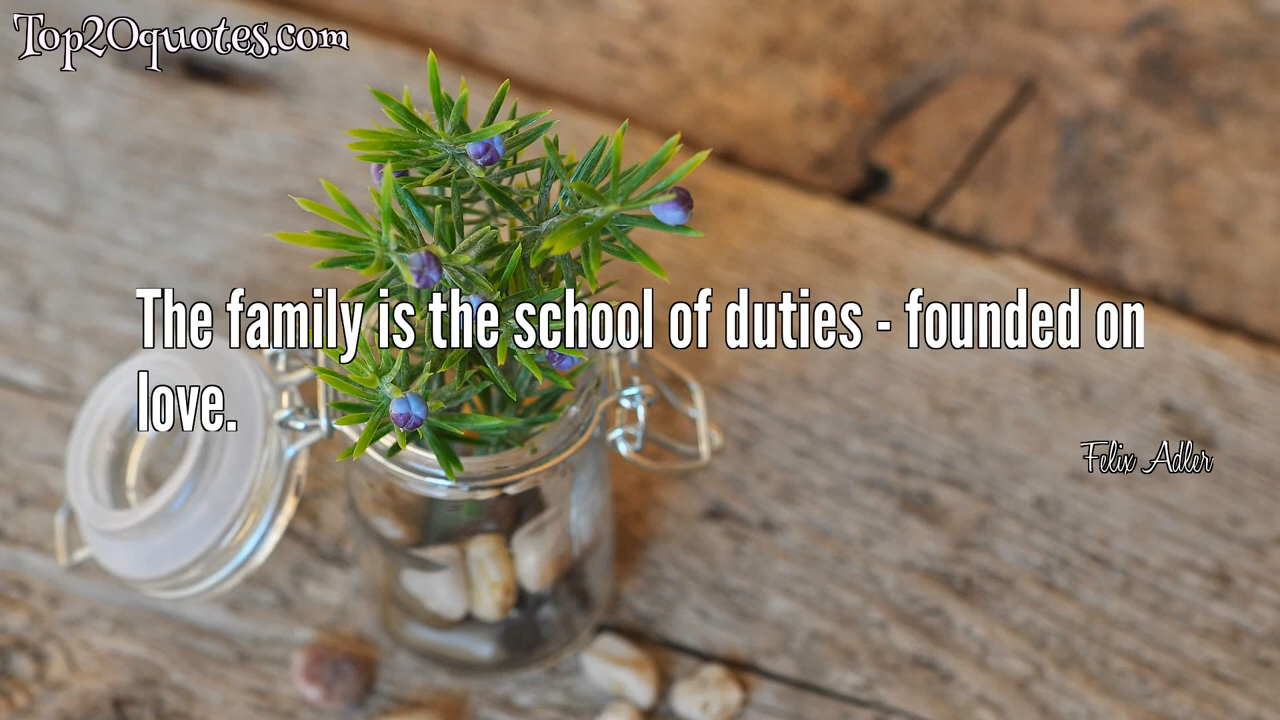 Top20quotes.com
The family is the school of duties - founded on
love.
Felix Adler